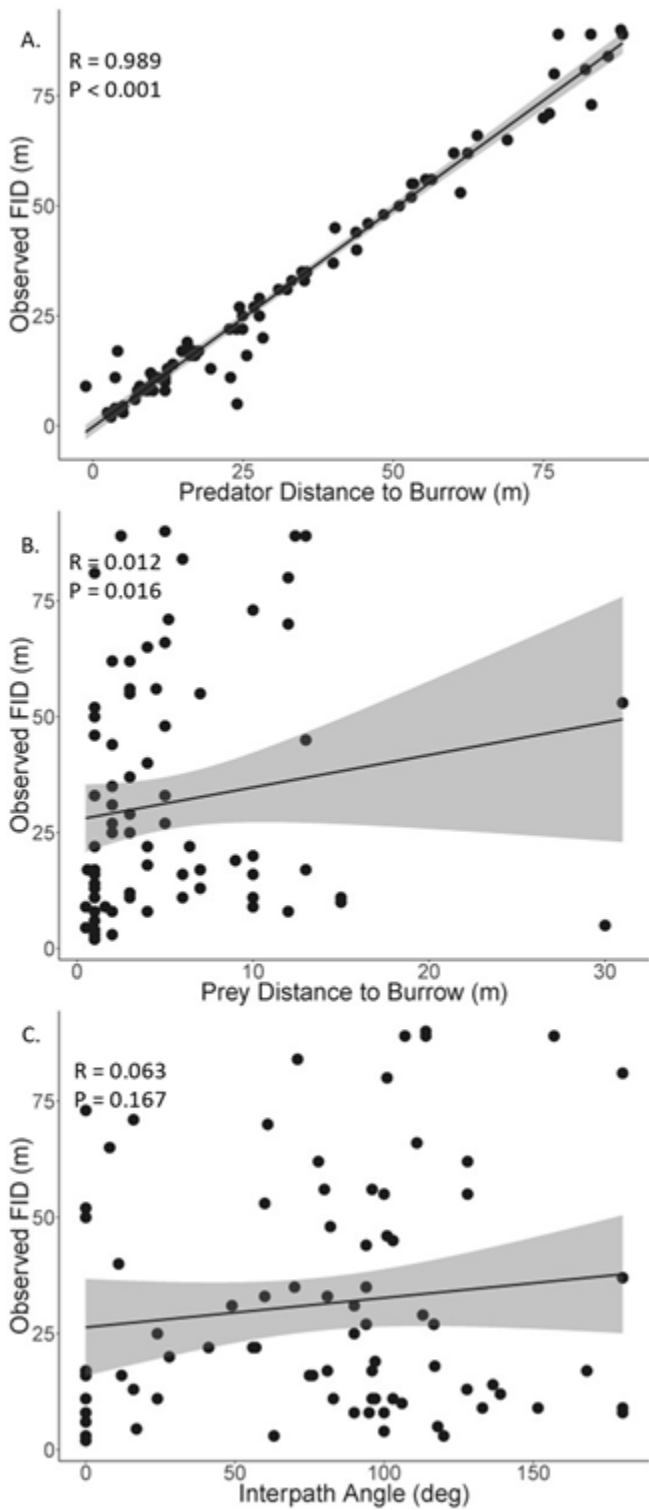 A.
R = 0.989
P < 0.001
Observed FID (m)
75
50
25
0
0 25 50 75
Predator Distance to Burrow (m)
B.
R = 0.012
P = 0.016
Observed FID (m)
75
50
25
0
0 10 20 30
Prey Distance to Burrow (m)
C.
R = 0.063
P = 0.167
Observed FID (m)
75
50
25
0
0 50 100 150
Interpath Angle (deg)